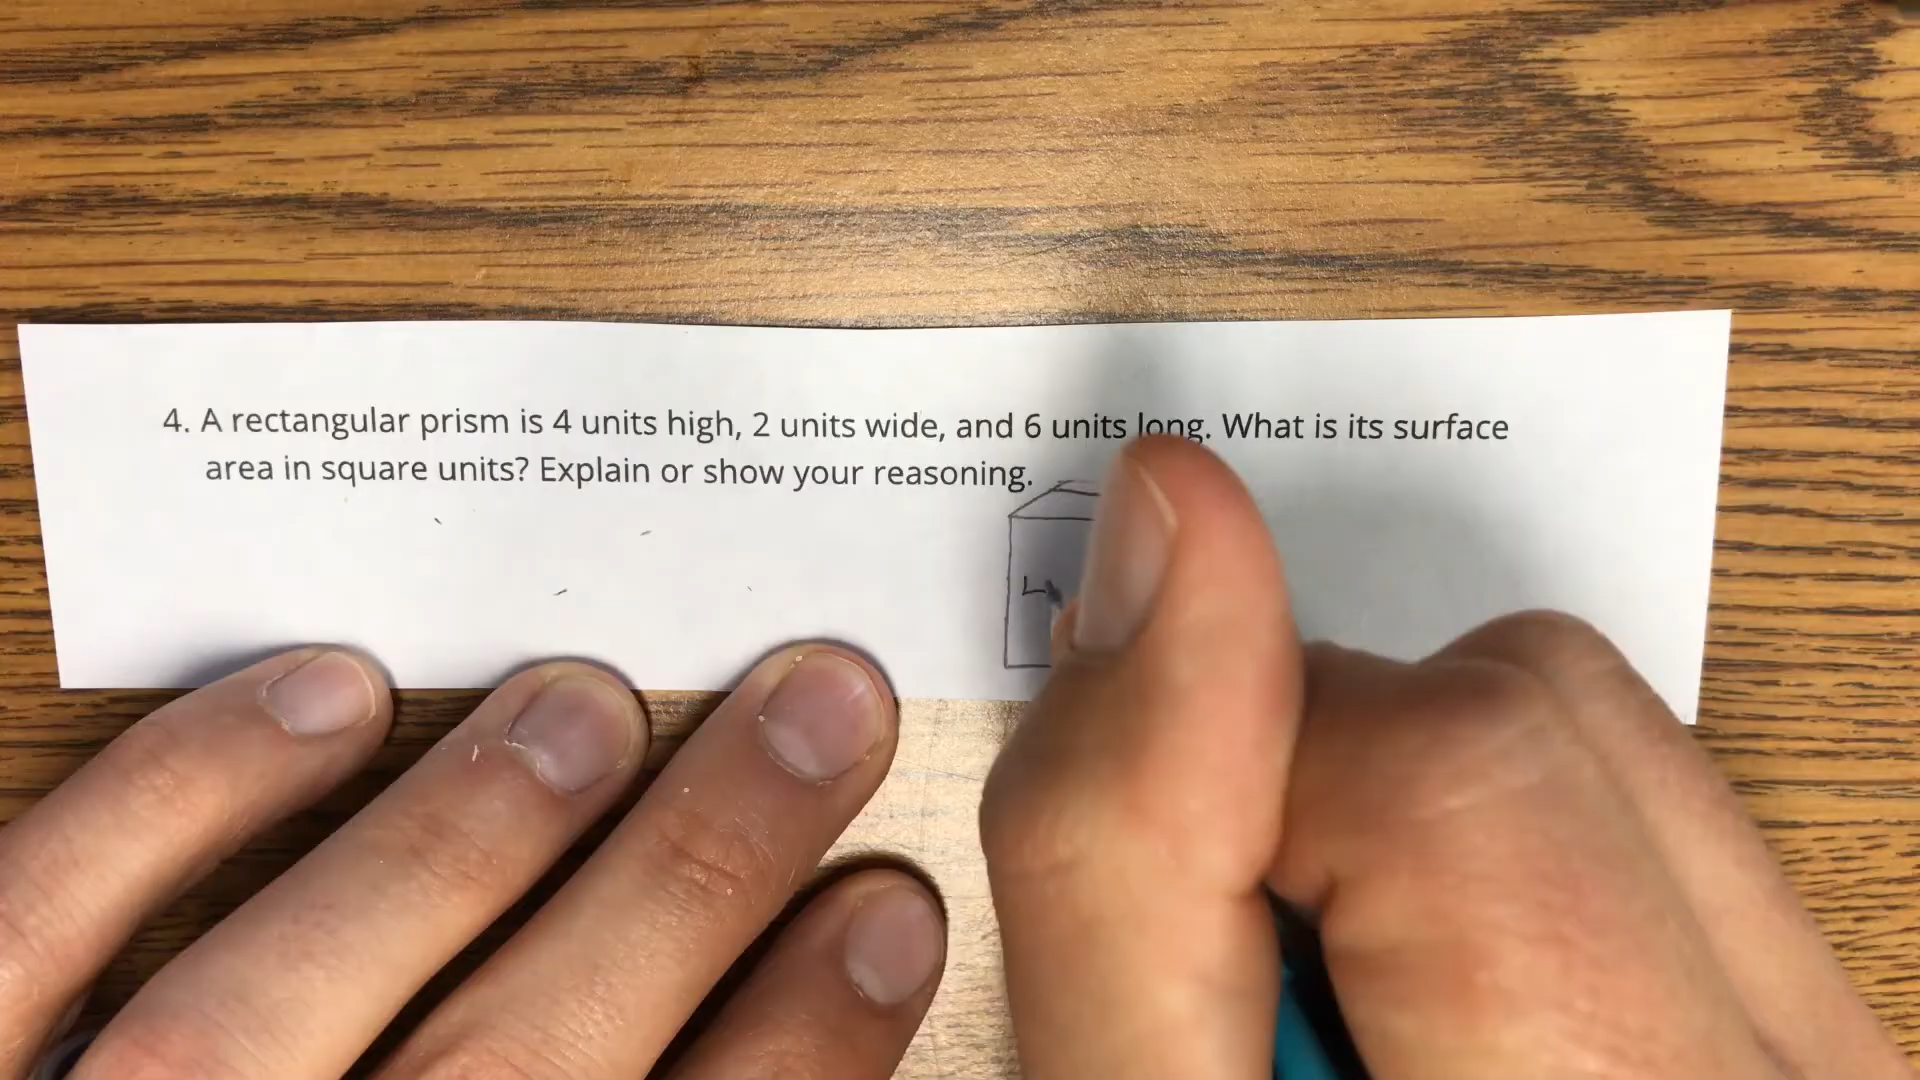 4. A rectangular prism is 4 units high, 2 units wide, and 6 units long. What is its surface
area in square units? Explain or show your reasoning.